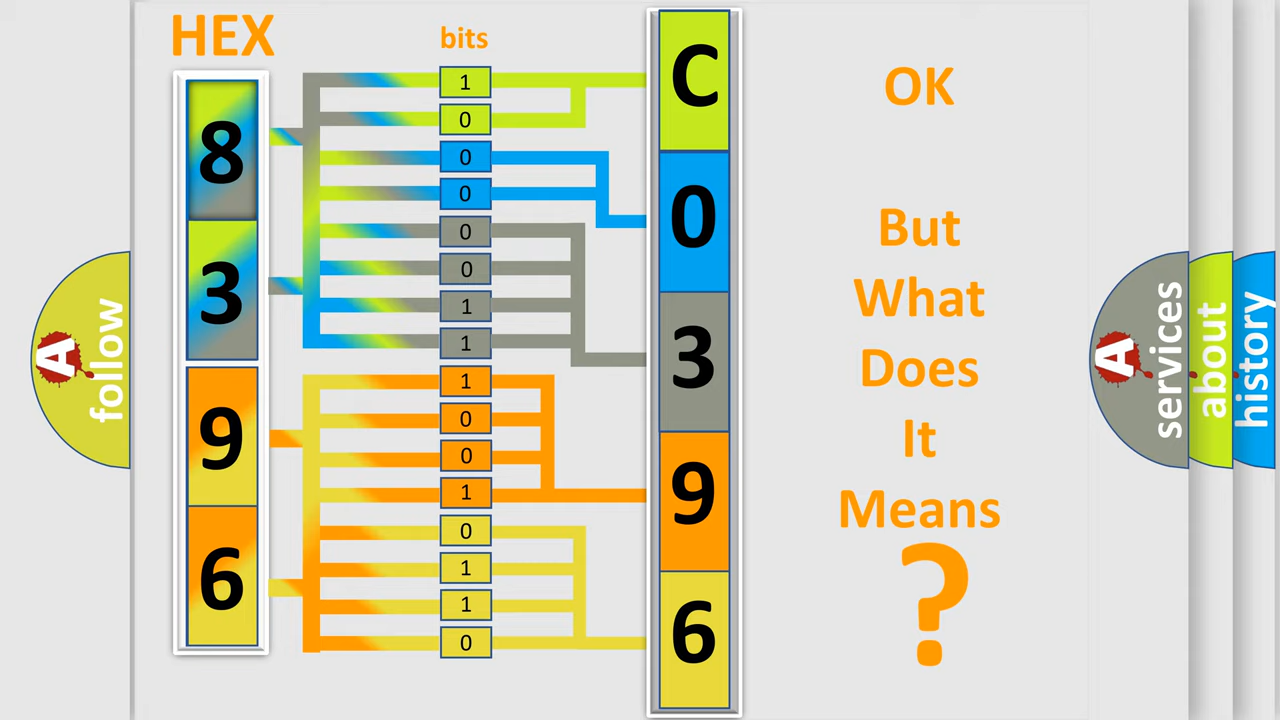 HEX
bits
8
3
9
6
1
0
0
0
0
0
1
1
1
0
0
1
0
1
1
0
C
0
3
9
6
OK
But
What
Does
It
Means
?
A
follow
A
services
about
history